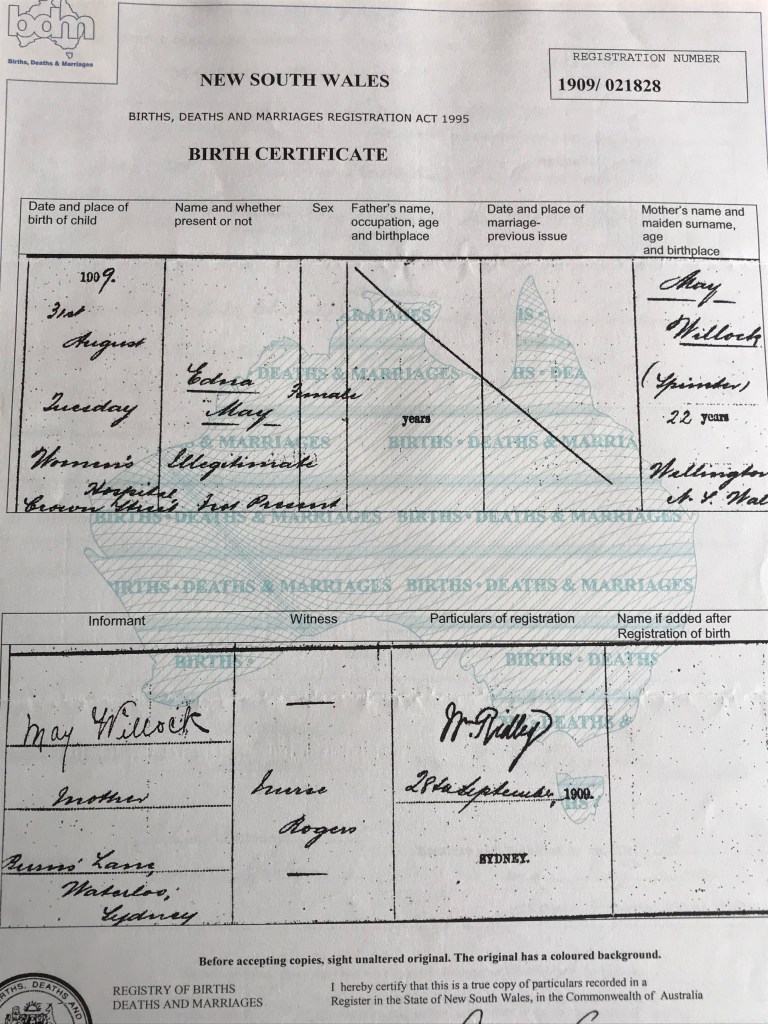 bdm
Births, Deaths & Marriages
REGISTRATION NUMBER
1909/ 021828
NEW SOUTH WALES
BIRTHS, DEATHS AND MARRIAGES REGISTRATION ACT 1995
BIRTH CERTIFICATE
Date and place of
birth of child
Name and whether
present or not
Sex
Father's name,
occupation, age
and birthplace
Date and place of
marriage-
previous issue
Mother's name and
maiden surname,
age
and birthplace
1909.
31st
August
Tuesday
Women's
Hospital,
Crown Street
Edna
May
Illegitimate
Not Present
Female
years
May
Willock
(Spinster)
22 years
Wellington
N. S. Wal
Informant
Witness
Particulars of registration
Name if added after
Registration of birth
May Willock
Mother
Burns' Lane,
Waterloo,
Sydney
Nurse
Rogers
Wm. Ridley
28th September, 1909.
SYDNEY.
Before accepting copies, sight unaltered original. The original has a coloured background.
REGISTRY OF BIRTHS
DEATHS AND MARRIAGES
I hereby certify that this is a true copy of particulars recorded in a
Register in the State of New South Wales, in the Commonwealth of Australia